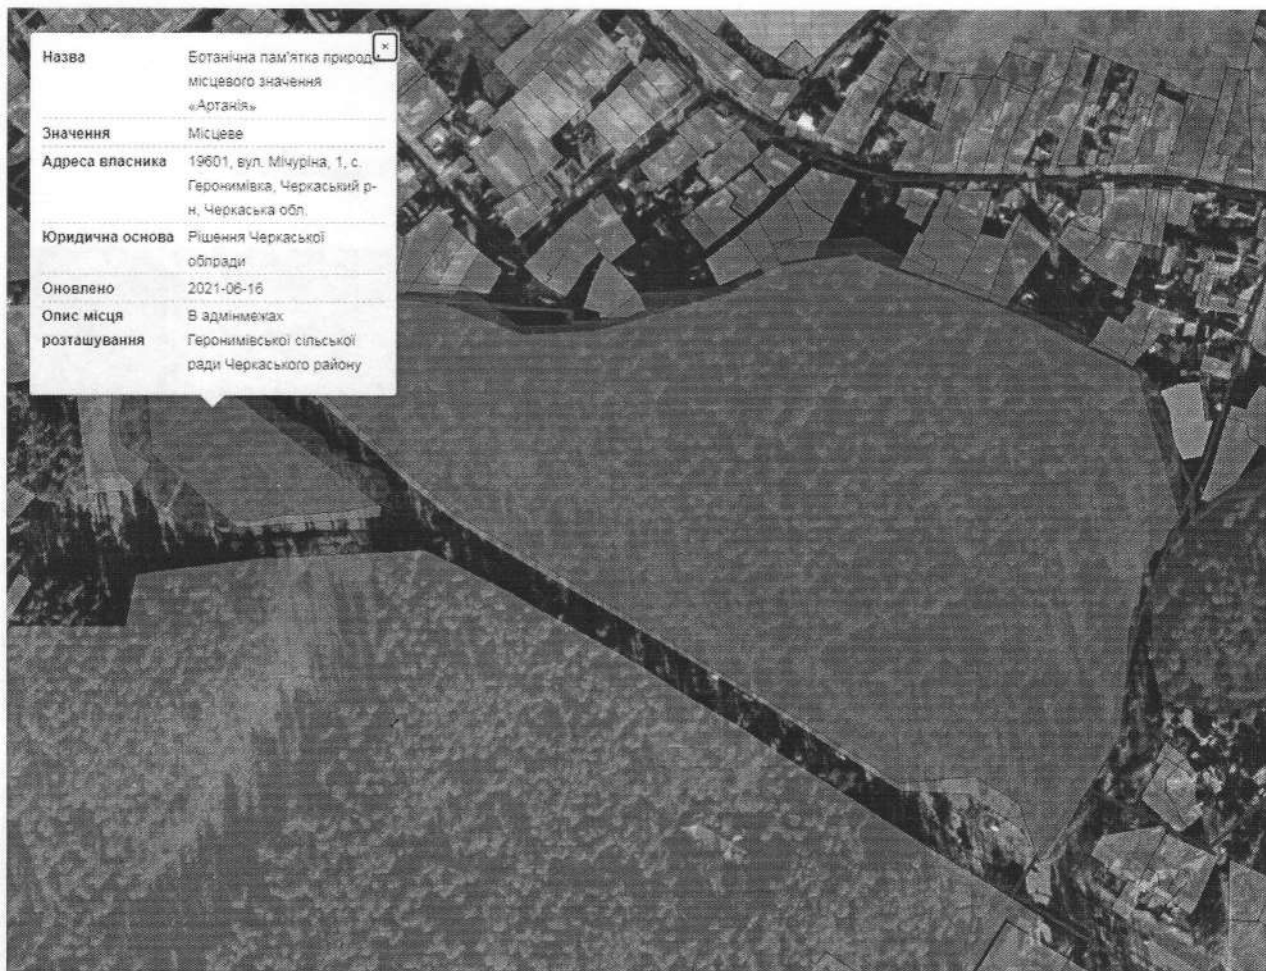 Назва Ботанічна пам'ятка природи
місцевого значення
«Артанія»
Значення Місцеве
Адреса власника 19601, вул. Мічуріна, 1, с.
Геронимівка, Черкаський р-
н, Черкаська обл.
Юридична основа Рішення Черкаської
облради
Оновлено 2021-06-16
Опис місця В адмінмежах
розташування Геронимівської сільської
ради Черкаського району